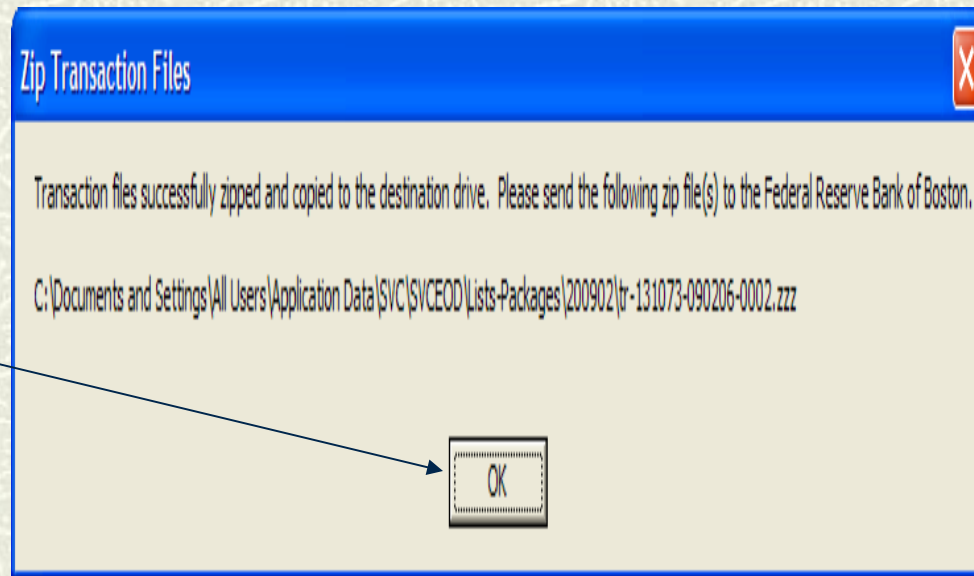 Zip Transaction Files
Transaction files successfully zipped and copied to the destination drive. Please send the following zip file(s) to the Federal Reserve Bank of Boston.
C:\Documents and Settings\All Users\Application Data\SVC\SVCEOD\Lists-Packages\200902\tr-131073-090206-0002.zzz
OK